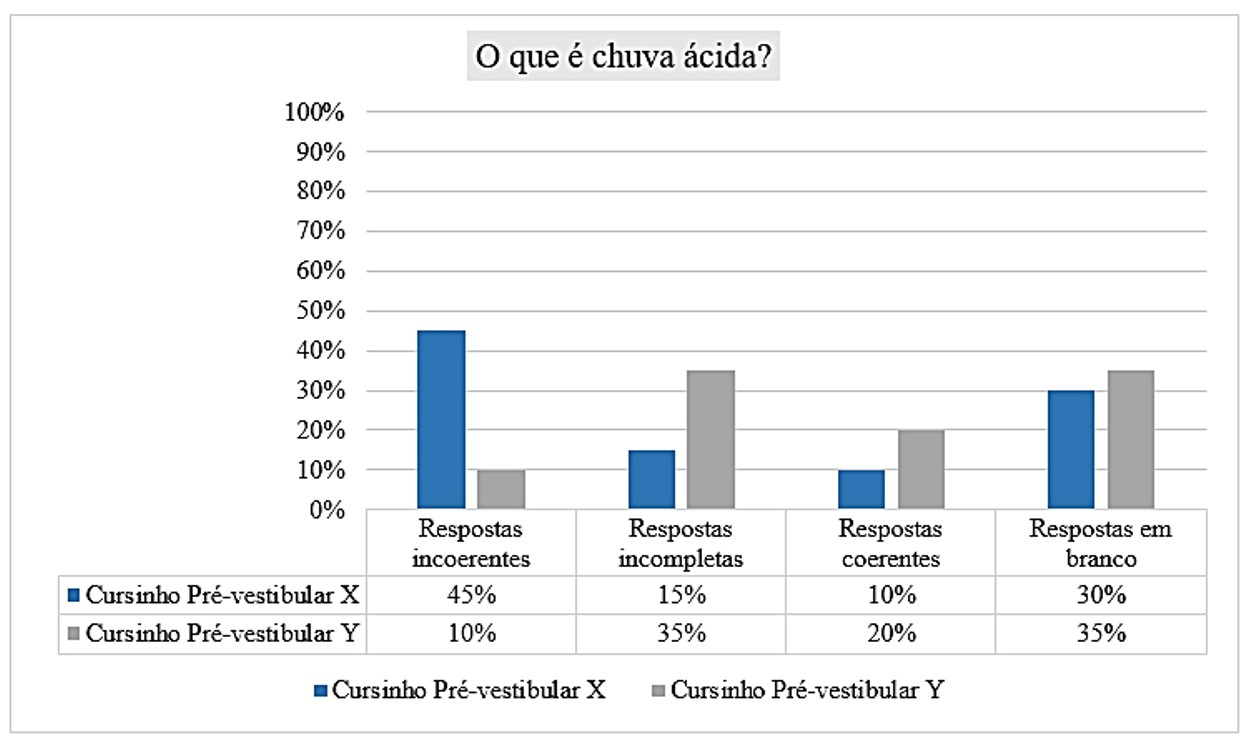 O que é chuva ácida?
100%
90%
80%
70%
60%
50%
40%
30%
20%
10%
0%
Respostas incoerentes
Respostas incompletas
Respostas coerentes
Respostas em branco
Cursinho Pré-vestibular X 45% 15% 10% 30%
Cursinho Pré-vestibular Y 10% 35% 20% 35%
Cursinho Pré-vestibular X Cursinho Pré-vestibular Y